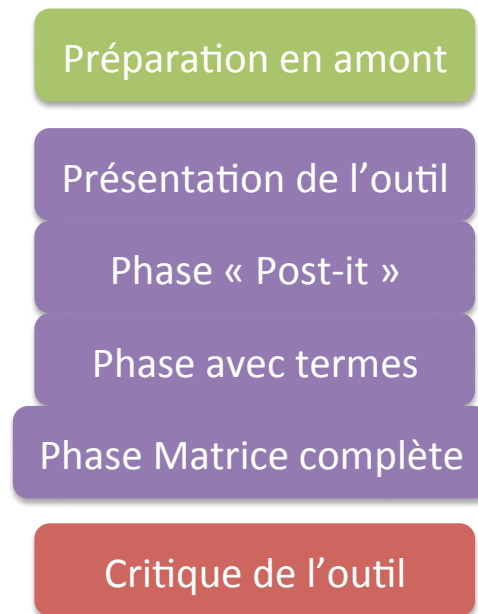 Préparation en amont
Présentation de l’outil
Phase « Post-it »
Phase avec termes
Phase Matrice complète
Critique de l’outil